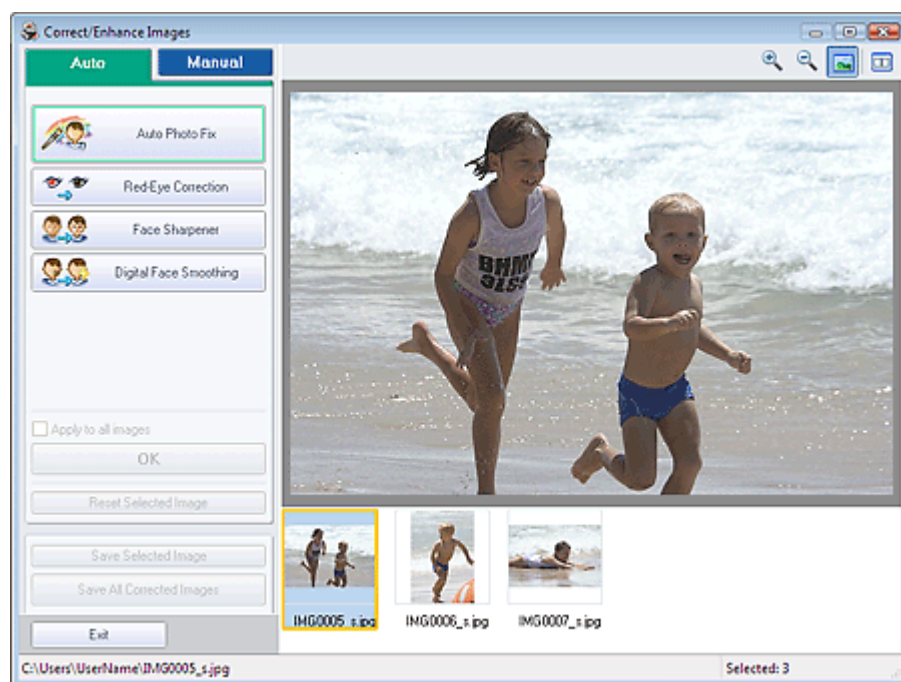 Correct/Enhance Images
Auto
Manual
Auto Photo Fix
Red-Eye Correction
Face Sharpener
Digital Face Smoothing
Apply to all images
OK
Reset Selected Image
Save Selected Image
Save All Corrected Images
Exit
BHMY
IMG0005_s.jpg
IMG0006_s.jpg
IMG0007_s.jpg
C:\Users\UserName\IMG0005_s.jpg
Selected: 3